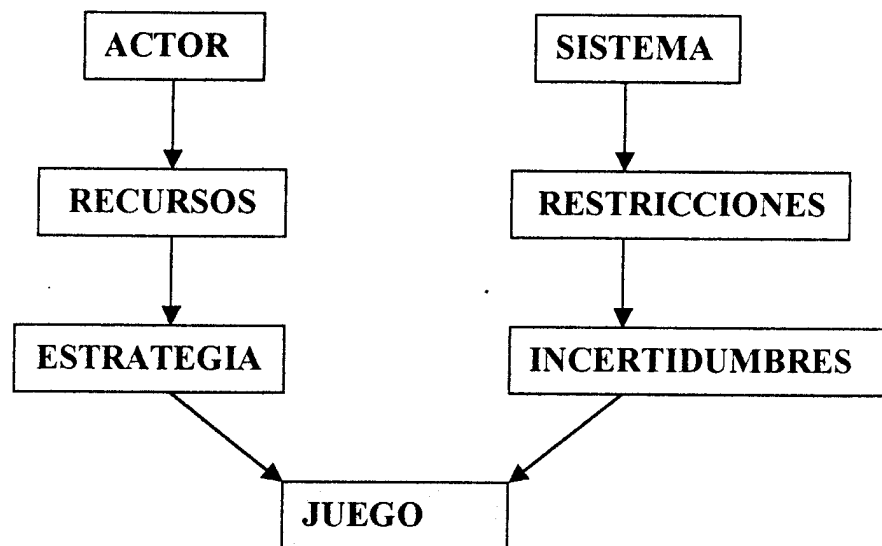 ACTOR
SISTEMA
RECURSOS
RESTRICCIONES
ESTRATEGIA
INCERTIDUMBRES
JUEGO